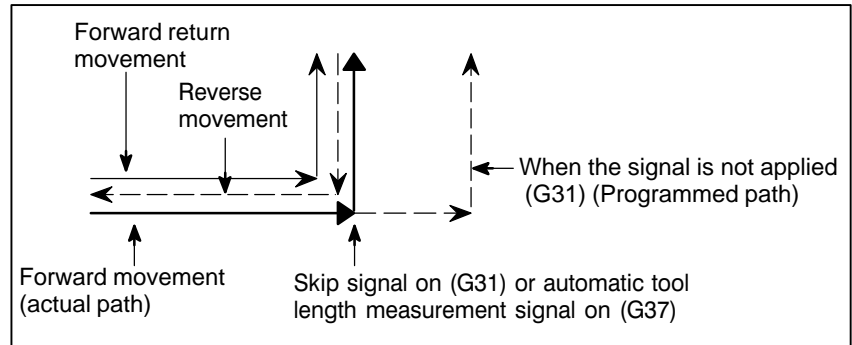 Forward return
movement
Reverse
movement
When the signal is not applied
(G31) (Programmed path)
Forward movement
(actual path)
Skip signal on (G31) or automatic tool
length measurement signal on (G37)